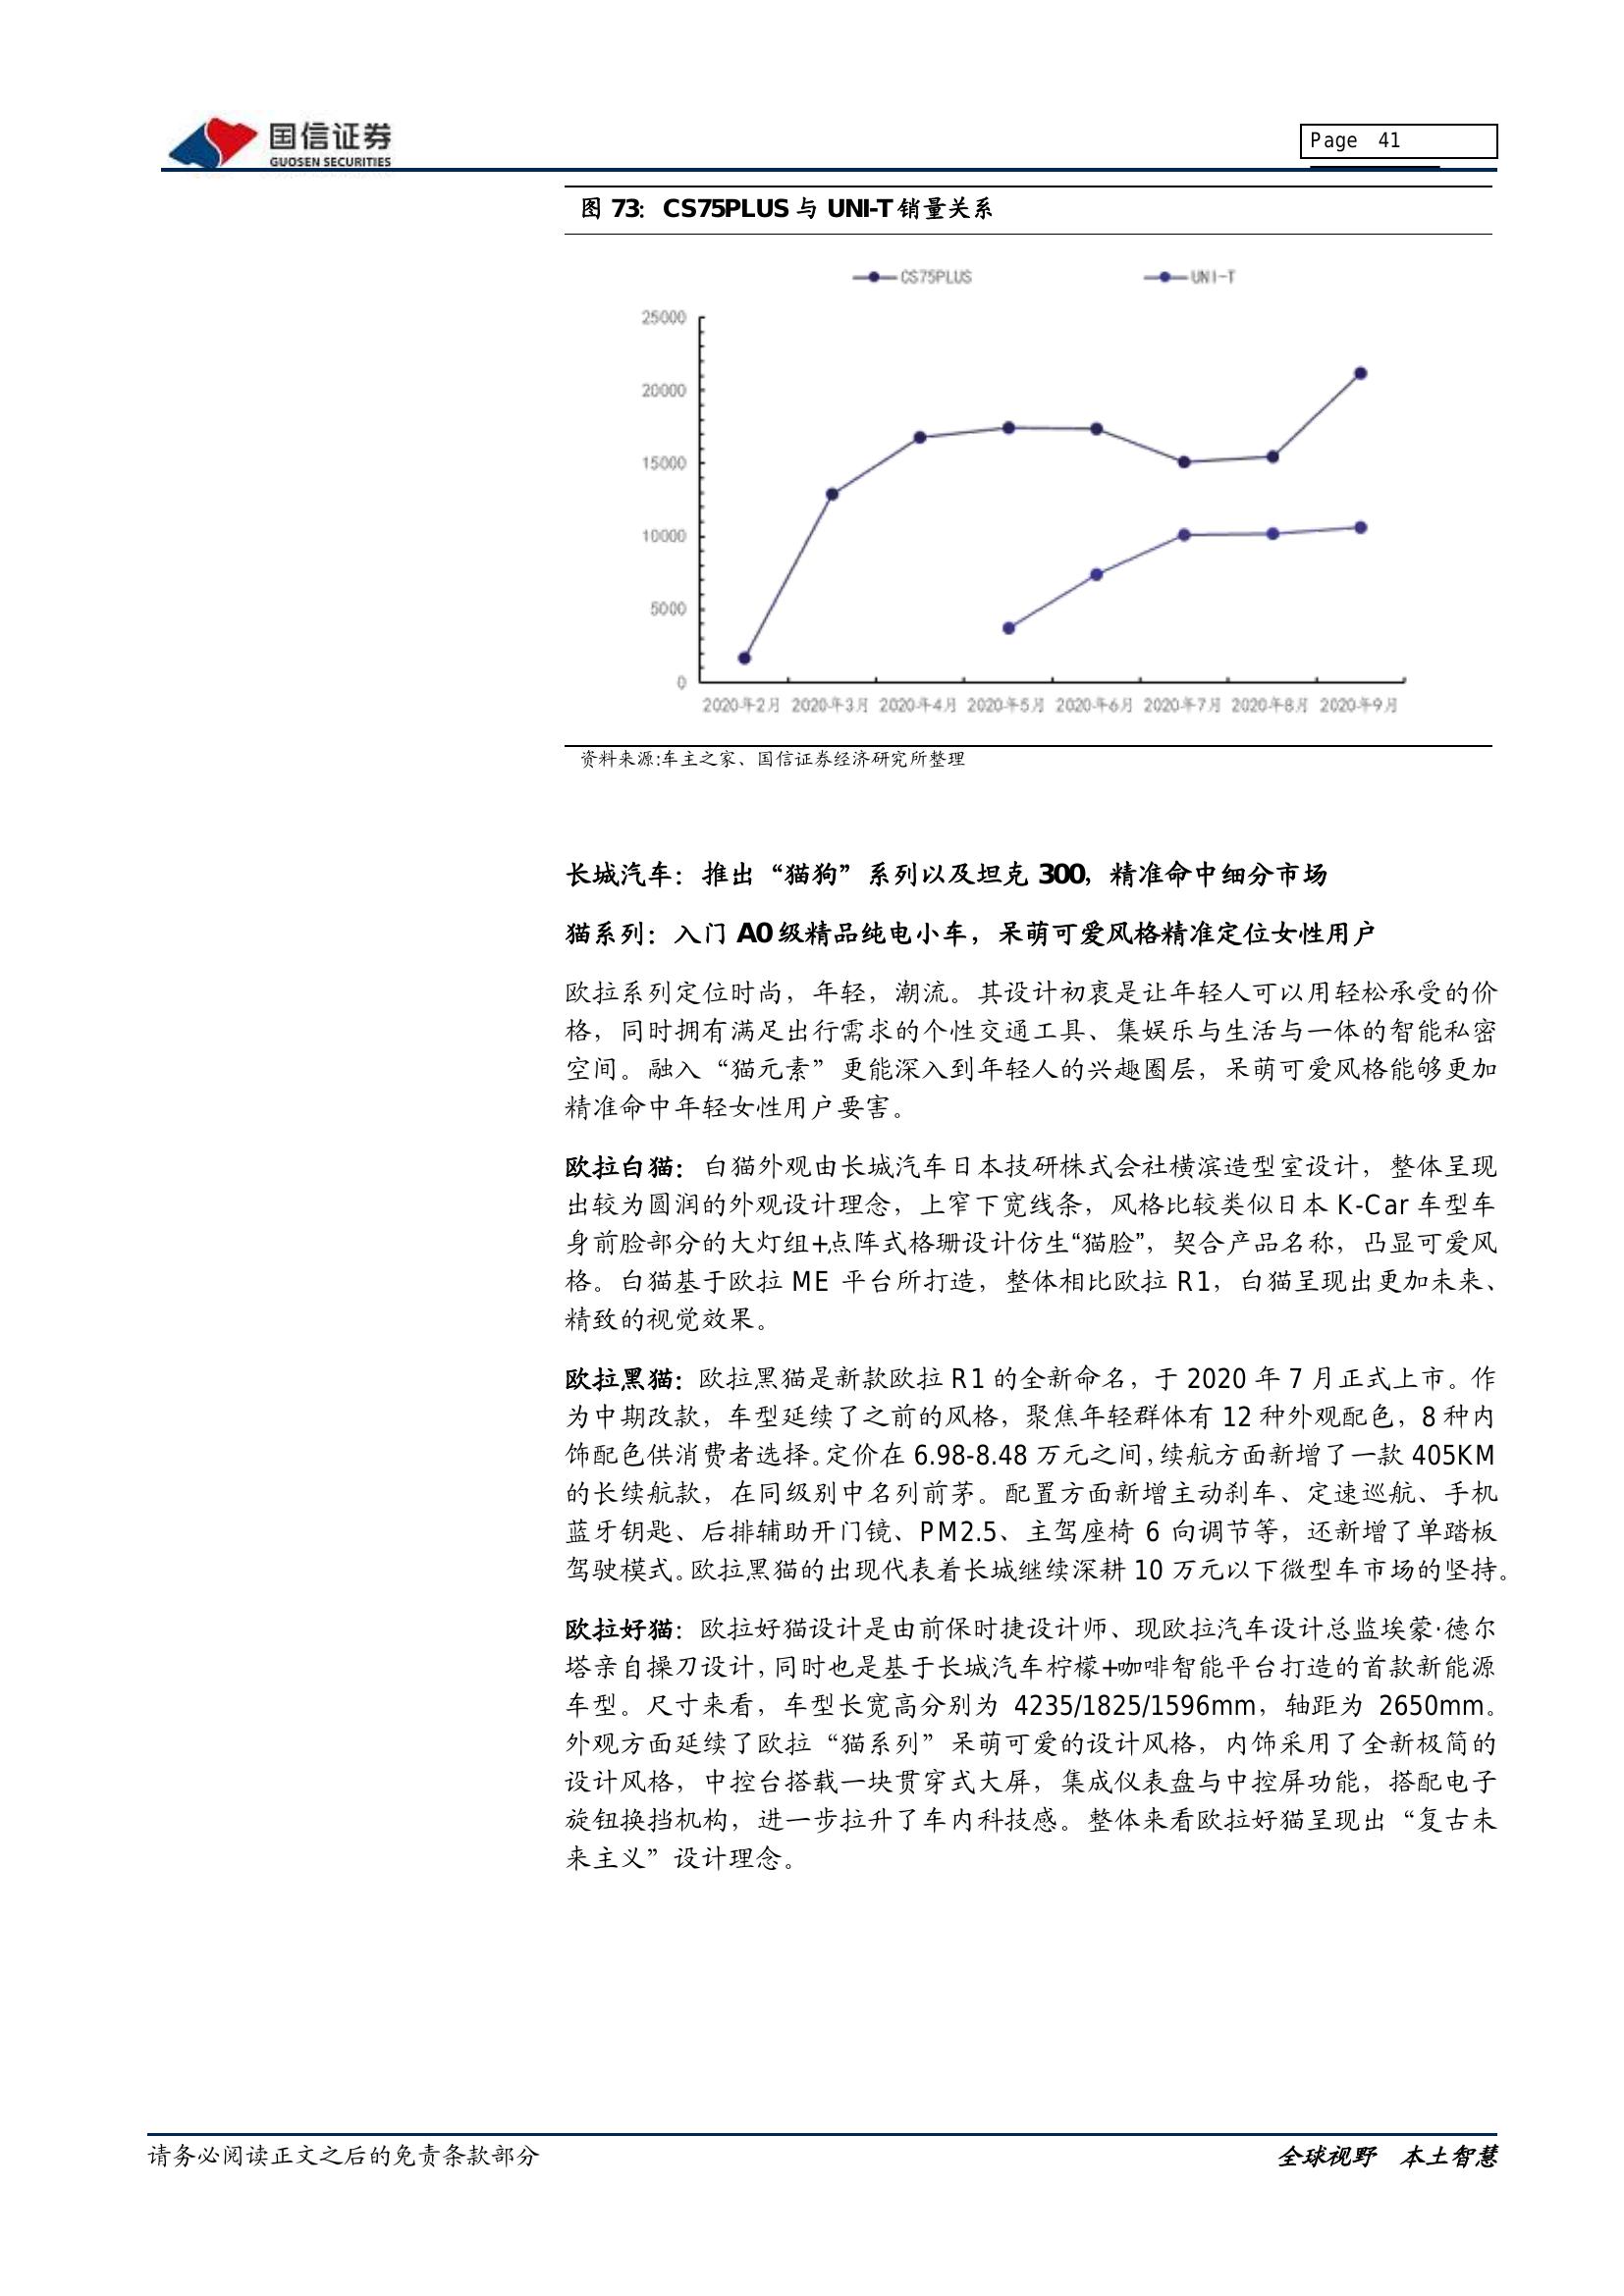 国信证券
GUOSEN SECURITIES
Page 41
图 73: CS75PLUS 与 UNI-T 销量关系
CS75PLUS UNI-T
25000
20000
15000
10000
5000
0
2020年2月 2020年3月 2020年4月 2020年5月 2020年6月 2020年7月 2020年8月 2020年9月
资料来源:车主之家、国信证券经济研究所整理
长城汽车：推出“猫狗”系列以及坦克 300，精准命中细分市场
猫系列：入门 A0 级精品纯电小车，呆萌可爱风格精准定位女性用户
欧拉系列定位时尚，年轻，潮流。其设计初衷是让年轻人可以用轻松承受的价
格，同时拥有满足出行需求的个性交通工具、集娱乐与生活与一体的智能私密
空间。融入“猫元素”更能深入到年轻人的兴趣圈层，呆萌可爱风格能够更加
精准命中年轻女性用户要害。
欧拉白猫：白猫外观由长城汽车日本技研株式会社横滨造型室设计，整体呈现
出较为圆润的外观设计理念，上窄下宽线条，风格比较类似日本 K-Car 车型车
身前脸部分的大灯组+点阵式格珊设计仿生“猫脸”，契合产品名称，凸显可爱风
格。白猫基于欧拉 ME 平台所打造，整体相比欧拉 R1，白猫呈现出更加未来、
精致的视觉效果。
欧拉黑猫：欧拉黑猫是新款欧拉 R1 的全新命名，于 2020 年 7 月正式上市。作
为中期改款，车型延续了之前的风格，聚焦年轻群体有 12 种外观配色，8 种内
饰配色供消费者选择。定价在 6.98-8.48 万元之间，续航方面新增了一款 405KM
的长续航款，在同级别中名列前茅。配置方面新增主动刹车、定速巡航、手机
蓝牙钥匙、后排辅助开门镜、PM2.5、主驾座椅 6 向调节等，还新增了单踏板
驾驶模式。欧拉黑猫的出现代表着长城继续深耕 10 万元以下微型车市场的坚持。
欧拉好猫：欧拉好猫设计是由前保时捷设计师、现欧拉汽车设计总监埃蒙·德尔
塔亲自操刀设计，同时也是基于长城汽车柠檬+咖啡智能平台打造的首款新能源
车型。尺寸来看，车型长宽高分别为 4235/1825/1596mm，轴距为 2650mm。
外观方面延续了欧拉“猫系列”呆萌可爱的设计风格，内饰采用了全新极简的
设计风格，中控台搭载一块贯穿式大屏，集成仪表盘与中控屏功能，搭配电子
旋钮换挡机构，进一步拉升了车内科技感。整体来看欧拉好猫呈现出“复古未
来主义”设计理念。
请务必阅读正文之后的免责条款部分 全球视野 本土智慧